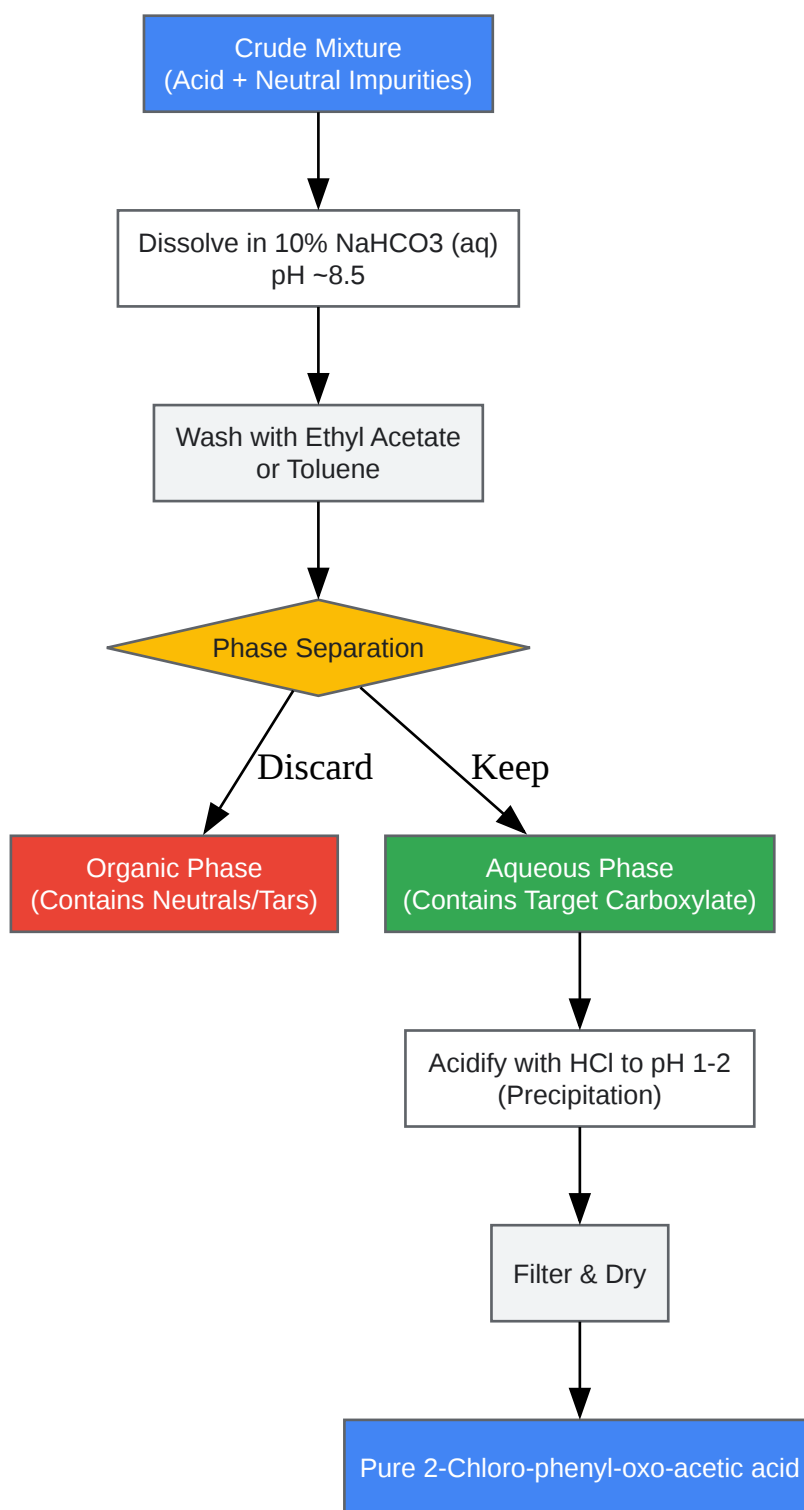 Crude Mixture
(Acid + Neutral Impurities)
Dissolve in 10% NaHCO3 (aq)
pH ~8.5
Wash with Ethyl Acetate
or Toluene
Phase Separation
Discard
Keep
Organic Phase
(Contains Neutrals/Tars)
Aqueous Phase
(Contains Target Carboxylate)
Acidify with HCl to pH 1-2
(Precipitation)
Filter & Dry
Pure 2-Chloro-phenyl-oxo-acetic acid